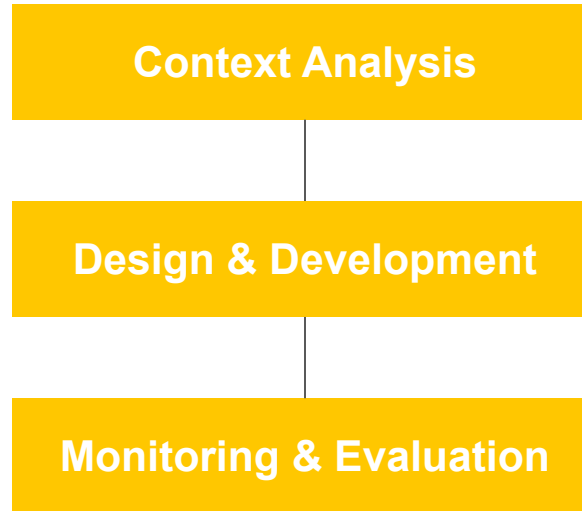 Context Analysis
Design & Development
Monitoring & Evaluation